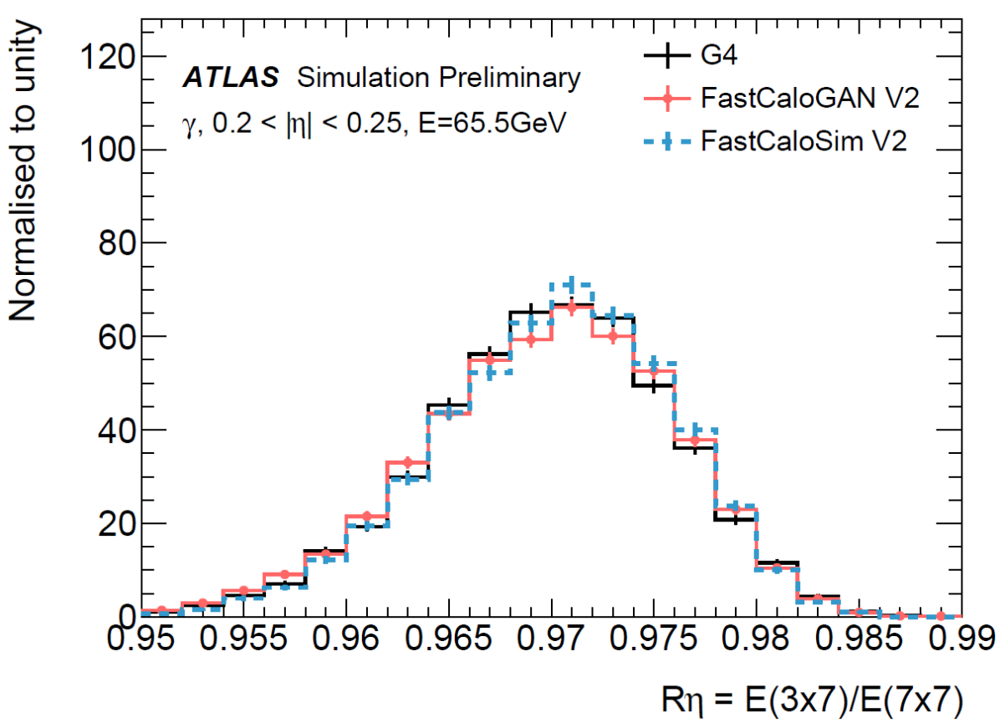 Normalised to unity
120
100
80
60
40
20
0
ATLAS Simulation Preliminary
γ, 0.2 < |η| < 0.25, E=65.5GeV
G4
FastCaloGAN V2
FastCaloSim V2
0.95 0.955 0.96 0.965 0.97 0.975 0.98 0.985 0.99
Rη = E(3x7)/E(7x7)